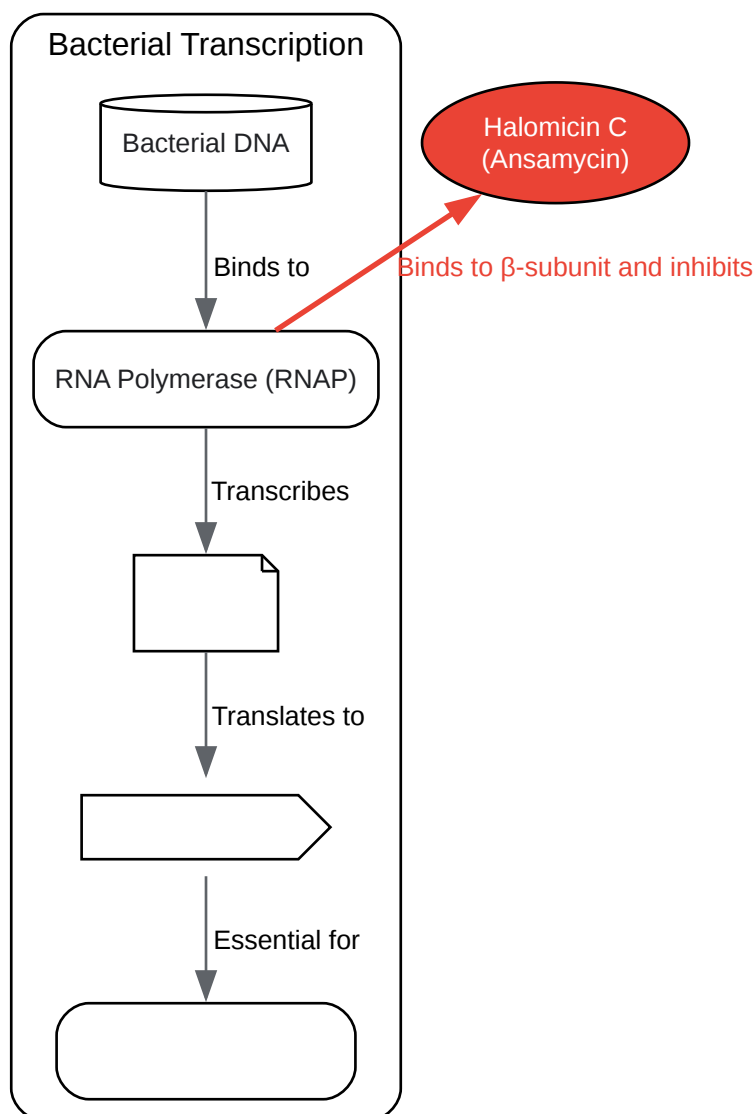 Bacterial Transcription
Bacterial DNA
Halomicin C
(Ansamycin)
Binds to
Binds to β-subunit and inhibits
RNA Polymerase (RNAP)
Transcribes
Translates to
Essential for